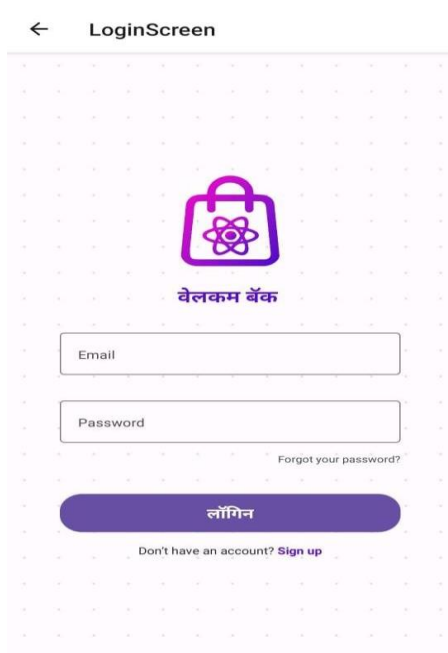 LoginScreen
वेलकम बॅक
Email
Password
Forgot your password?
लॉगिन
Don't have an account? Sign up